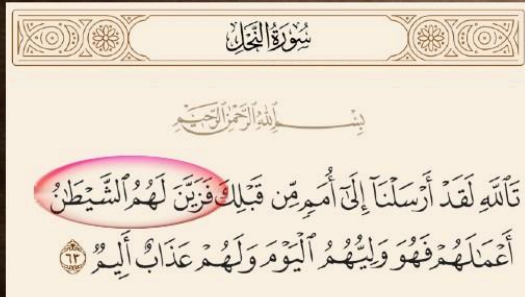 سُورَةُ النَّحْلِ
بِسْمِ ٱللَّهِ ٱلرَّحْمَٰنِ ٱلرَّحِيمِ
تَٱللَّهِ لَقَدْ أَرْسَلْنَآ إِلَىٰٓ أُمَمٍ مِّن قَبْلِكَ فَزَيَّنَ لَهُمُ ٱلشَّيْطَٰنُ
أَعْمَٰلَهُمْ فَهُوَ وَلِيُّهُمُ ٱلْيَوْمَ وَلَهُمْ عَذَابٌ أَلِيمٌ ٦٣